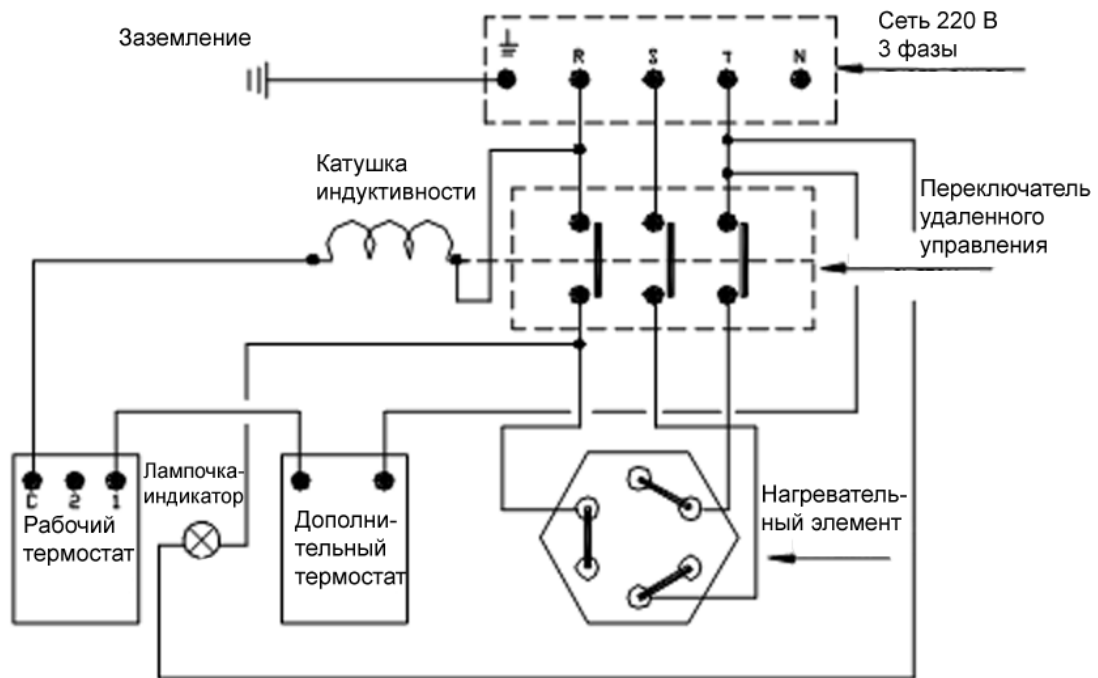 Заземление
Сеть 220 В
3 фазы
R S T N
Катушка
индуктивности
Переключатель
удаленного
управления
C 2 1
Рабочий
термостат
Лампочка-
индикатор
Дополни-
тельный
термостат
Нагреватель-
ный элемент